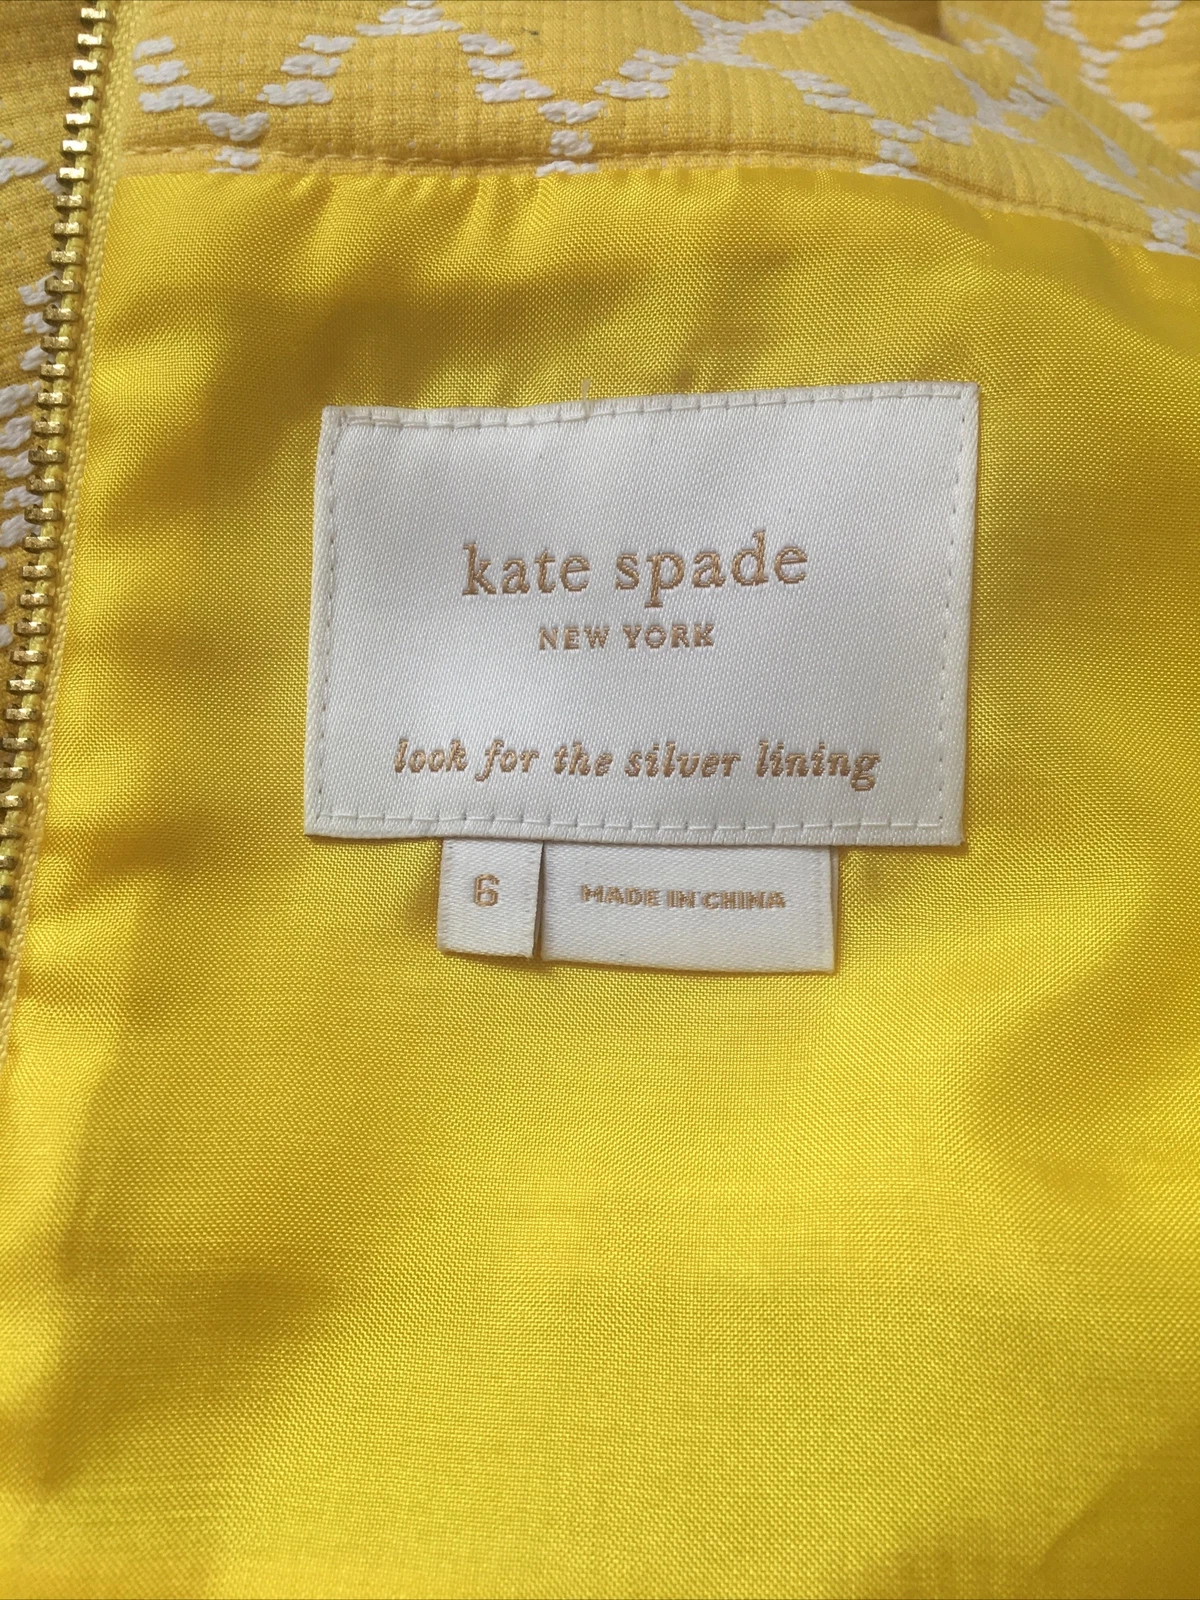 kate spade
NEW YORK
look for the silver lining
6
MADE IN CHINA